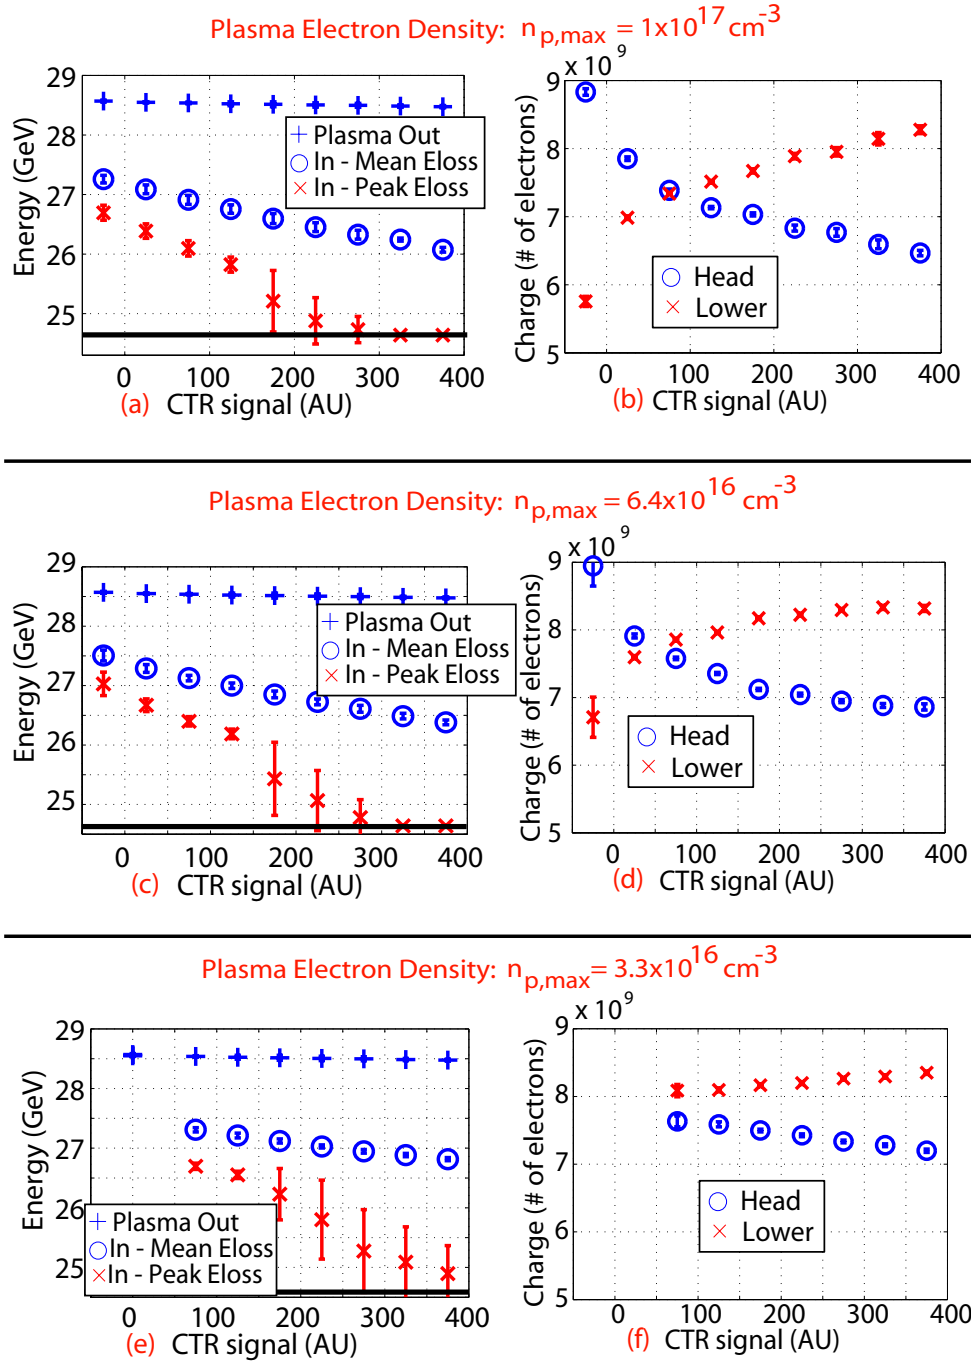 Plasma Electron Density: n_p,max = 1x10^17 cm^-3
29
28
27
26
25
Energy (GeV)
Plasma Out
In - Mean Eloss
In - Peak Eloss
0 100 200 300 400
(a) CTR signal (AU)
x 10^9
9
8
7
6
5
Charge (# of electrons)
Head
Lower
0 100 200 300 400
(b) CTR signal (AU)
Plasma Electron Density: n_p,max = 6.4x10^16 cm^-3
29
28
27
26
25
Energy (GeV)
Plasma Out
In - Mean Eloss
In - Peak Eloss
0 100 200 300 400
(c) CTR signal (AU)
x 10^9
9
8
7
6
5
Charge (# of electrons)
Head
Lower
0 100 200 300 400
(d) CTR signal (AU)
Plasma Electron Density: n_p,max = 3.3x10^16 cm^-3
29
28
27
26
25
Energy (GeV)
Plasma Out
In - Mean Eloss
In - Peak Eloss
0 100 200 300 400
(e) CTR signal (AU)
x 10^9
9
8
7
6
5
Charge (# of electrons)
Head
Lower
0 100 200 300 400
(f) CTR signal (AU)